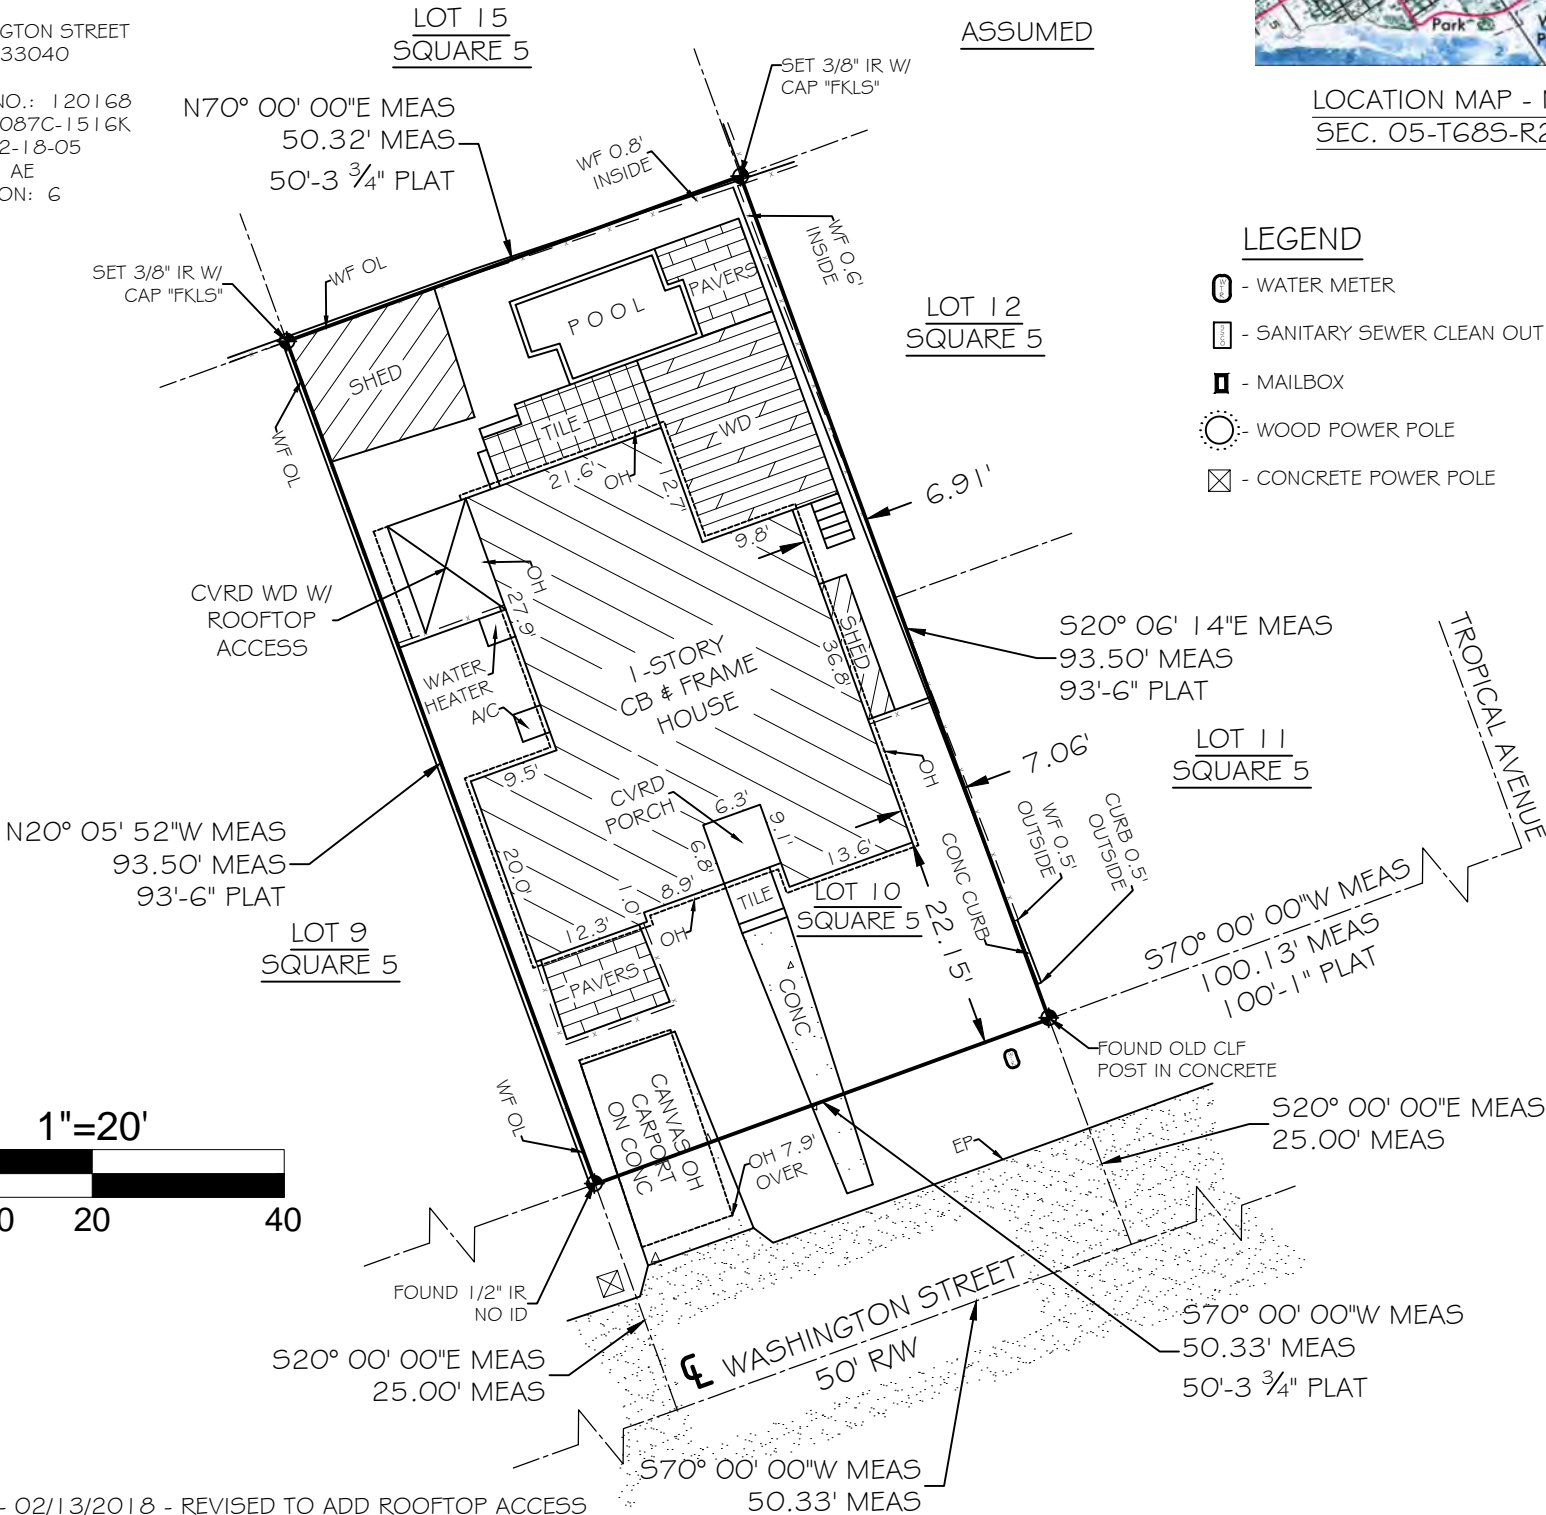 GTON STREET
33040
NO.: 120168
087C-1516K
2-18-05
AE
ON: 6
LOT 15
SQUARE 5
ASSUMED
Park
LOCATION MAP -
SEC. 05-T68S-R2
SET 3/8" IR W/
CAP "FKLS"
N70° 00' 00"E MEAS
50.32' MEAS
50'-3 ¾" PLAT
WF 0.8'
INSIDE
WF 0.6'
INSIDE
SET 3/8" IR W/
CAP "FKLS"
WF OL
WF OL
LEGEND
- WATER METER
- SANITARY SEWER CLEAN OUT
- MAILBOX
- WOOD POWER POLE
- CONCRETE POWER POLE
LOT 12
SQUARE 5
POOL
PAVERS
SHED
TILE
WD
21.6'
OH
12.7'
9.8'
6.91'
CVRD WD W/
ROOFTOP
ACCESS
OH
27.9'
WATER
HEATER
A/C
1-STORY
CB & FRAME
HOUSE
SHED
36.8'
S20° 06' 14"E MEAS
93.50' MEAS
93'-6" PLAT
TROPICAL AVENUE
LOT 11
SQUARE 5
7.06'
OH
9.5'
CVRD
PORCH
6.3'
9.1'
6.8'
13.6'
20.0'
8.9'
1.0'
12.3'
OH
TILE
LOT 10
SQUARE 5
22.15'
CONC CURB
WF 0.5'
OUTSIDE
CURB 0.5'
OUTSIDE
N20° 05' 52"W MEAS
93.50' MEAS
93'-6" PLAT
LOT 9
SQUARE 5
PAVERS
CONC
S70° 00' 00"W MEAS
100.13' MEAS
100'-1" PLAT
FOUND OLD CLF
POST IN CONCRETE
S20° 00' 00"E MEAS
25.00' MEAS
WF OL
CANVAS OH
CARPORT
ON CONC
OH 7.9'
OVER
EP
1"=20'
0 20 40
FOUND 1/2" IR
NO ID
S20° 00' 00"E MEAS
25.00' MEAS
℄ WASHINGTON STREET
50' R/W
S70° 00' 00"W MEAS
50.33' MEAS
50'-3 ¾" PLAT
S70° 00' 00"W MEAS
50.33' MEAS
- 02/13/2018 - REVISED TO ADD ROOFTOP ACCESS